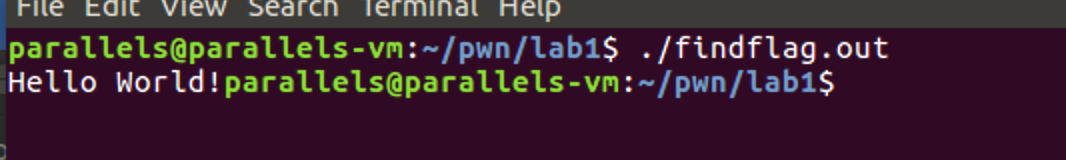 File Edit View Search Terminal Help
parallels@parallels-vm:~/pwn/lab1$ ./findflag.out
Hello World!parallels@parallels-vm:~/pwn/lab1$